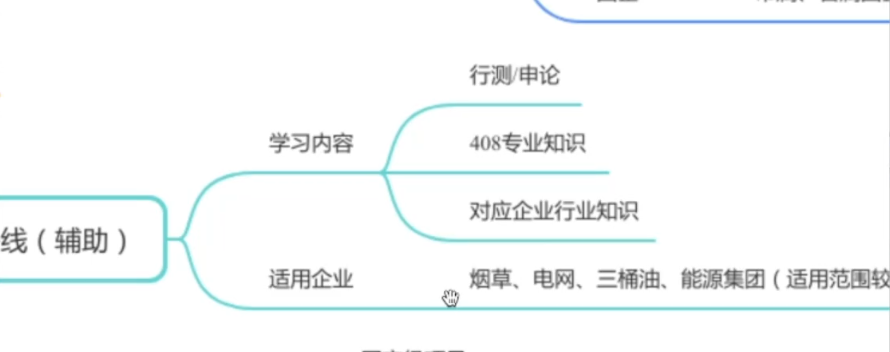 行测/申论
学习内容
408专业知识
对应企业行业知识
线（辅助）
适用企业
烟草、电网、三桶油、能源集团（适用范围较